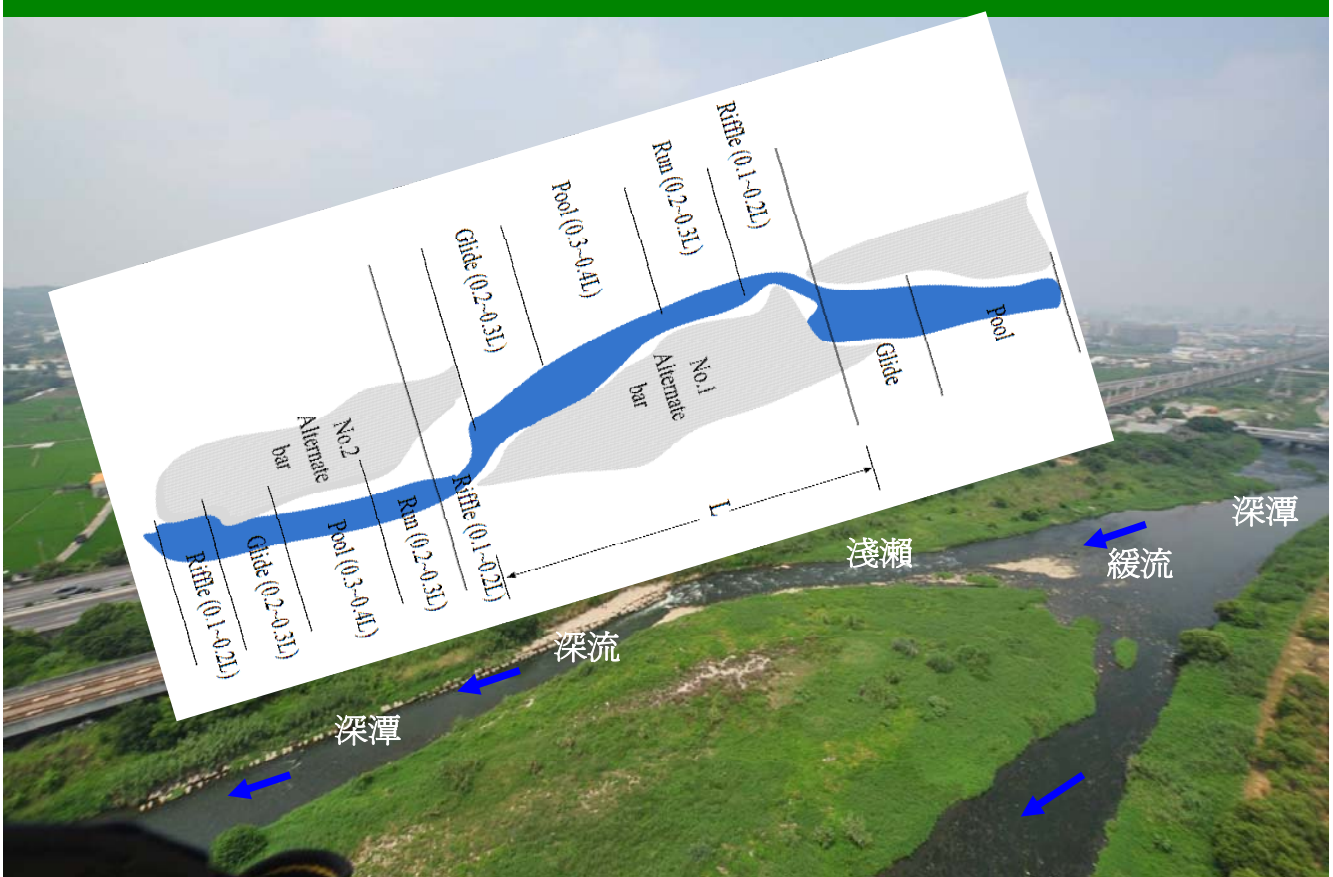 Riffle (0.1~0.2L)
Run (0.2~0.3L)
Pool (0.3~0.4L)
Glide (0.2~0.3L)
Pool
Glide
No.1
Alternate
bar
No.2
Alternate
bar
L
Riffle (0.1~0.2L)
Run (0.2~0.3L)
Pool (0.3~0.4L)
Glide (0.2~0.3L)
Riffle (0.1~0.2L)
深潭
緩流
淺瀨
深流
深潭